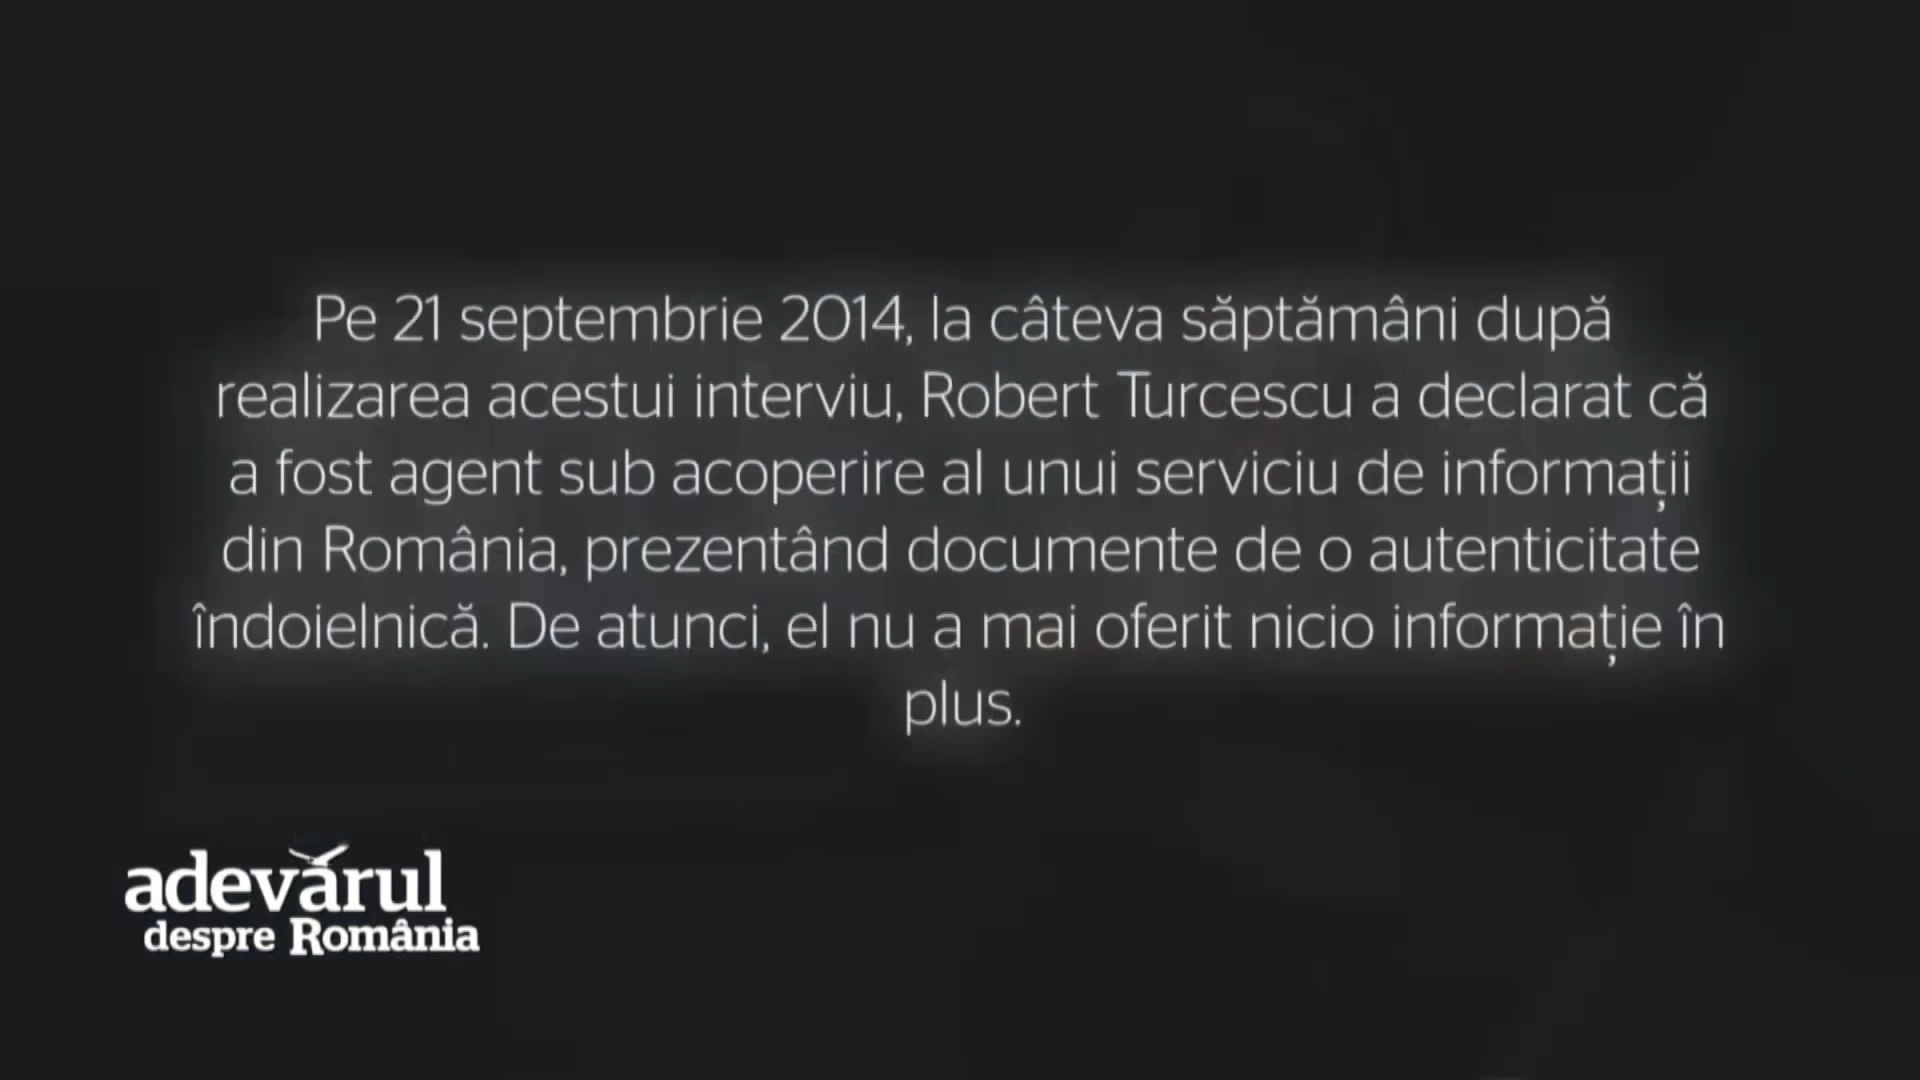 Pe 21 septembrie 2014, la câteva săptămâni după
realizarea acestui interviu, Robert Turcescu a declarat că
a fost agent sub acoperire al unui serviciu de informații
din România, prezentând documente de o autenticitate
îndoielnică. De atunci, el nu a mai oferit nicio informație în
plus.
adevărul
despre România